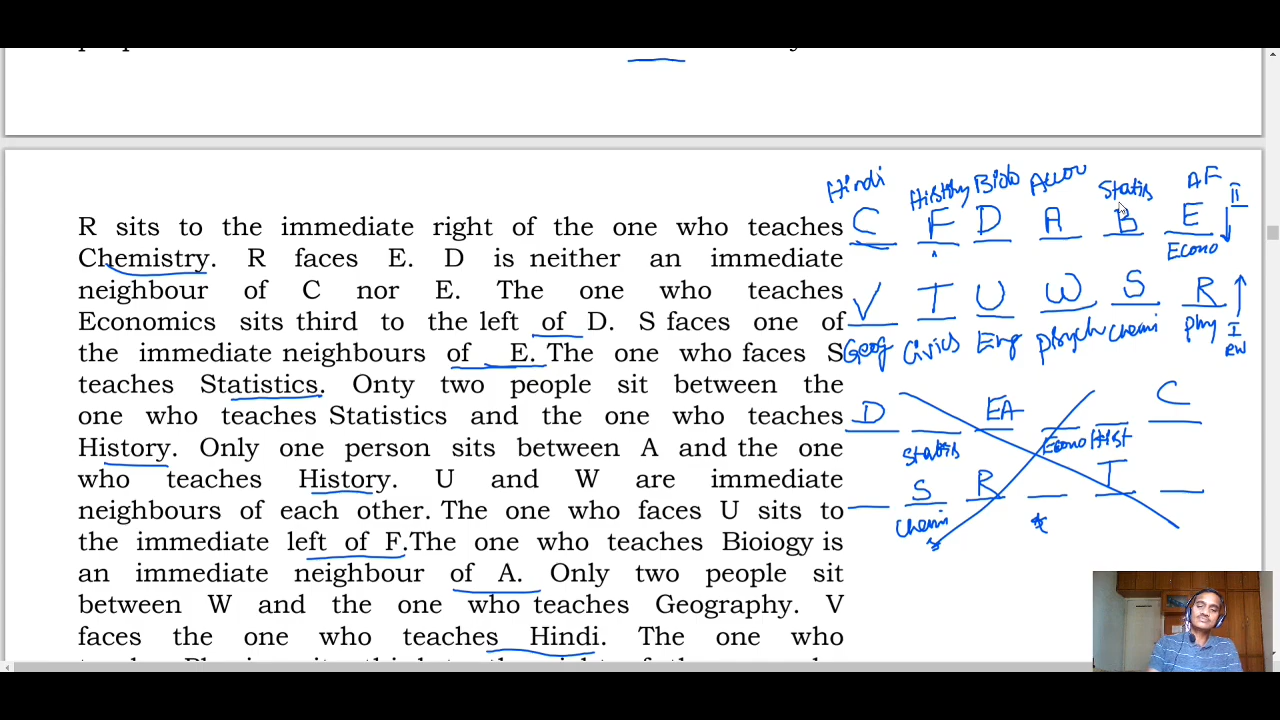 R sits to the immediate right of the one who teaches
Chemistry. R faces E. D is neither an immediate
neighbour of C nor E. The one who teaches
Economics sits third to the left of D. S faces one of
the immediate neighbours of E. The one who faces S
teaches Statistics. Onty two people sit between the
one who teaches Statistics and the one who teaches
History. Only one person sits between A and the one
who teaches History. U and W are immediate
neighbours of each other. The one who faces U sits to
the immediate left of F.The one who teaches Bioiogy is
an immediate neighbour of A. Only two people sit
between W and the one who teaches Geography. V
faces the one who teaches Hindi. The one who
Hindi History Biolo Accou Statis AF
C F D A B E II
Econo
V T U W S R
Geog Civics Eng psych chemi phy I
D EA C
Statis Econo Hist
S R T
chemi